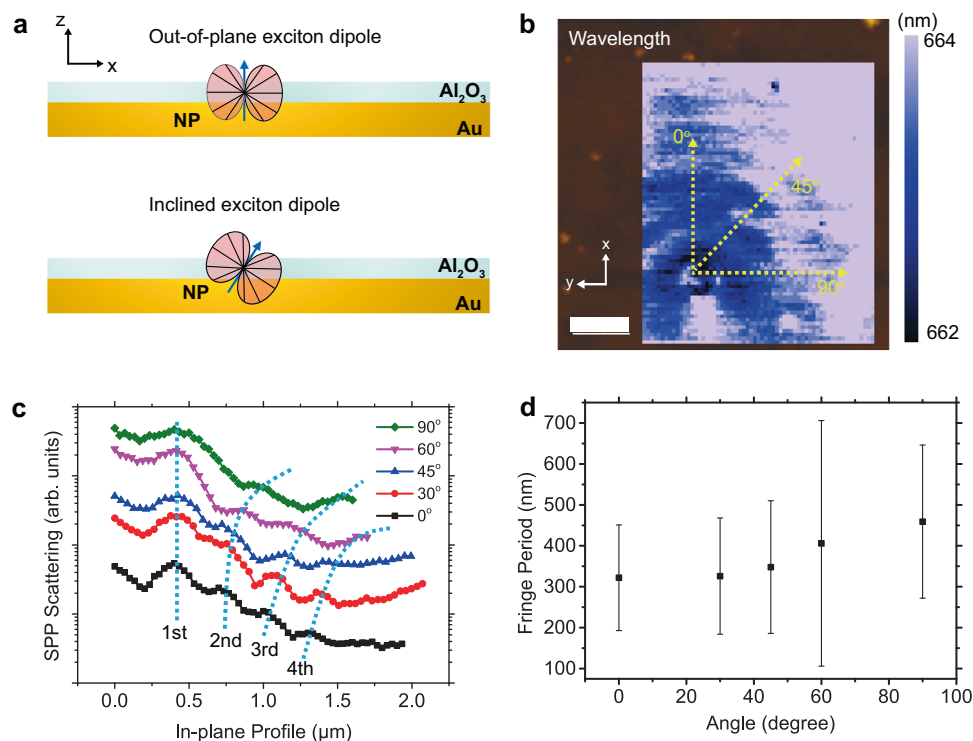 a
z
x
Out-of-plane exciton dipole
Al₂O₃
NP
Au
Inclined exciton dipole
Al₂O₃
NP
Au
b
(nm)
Wavelength
664
0°
45°
x
y
90°
662
c
SPP Scattering (arb. units)
90°
60°
45°
30°
0°
1st
2nd
3rd
4th
0.0 0.5 1.0 1.5 2.0
In-plane Profile (μm)
d
Fringe Period (nm)
700
600
500
400
300
200
100
0 20 40 60 80 100
Angle (degree)